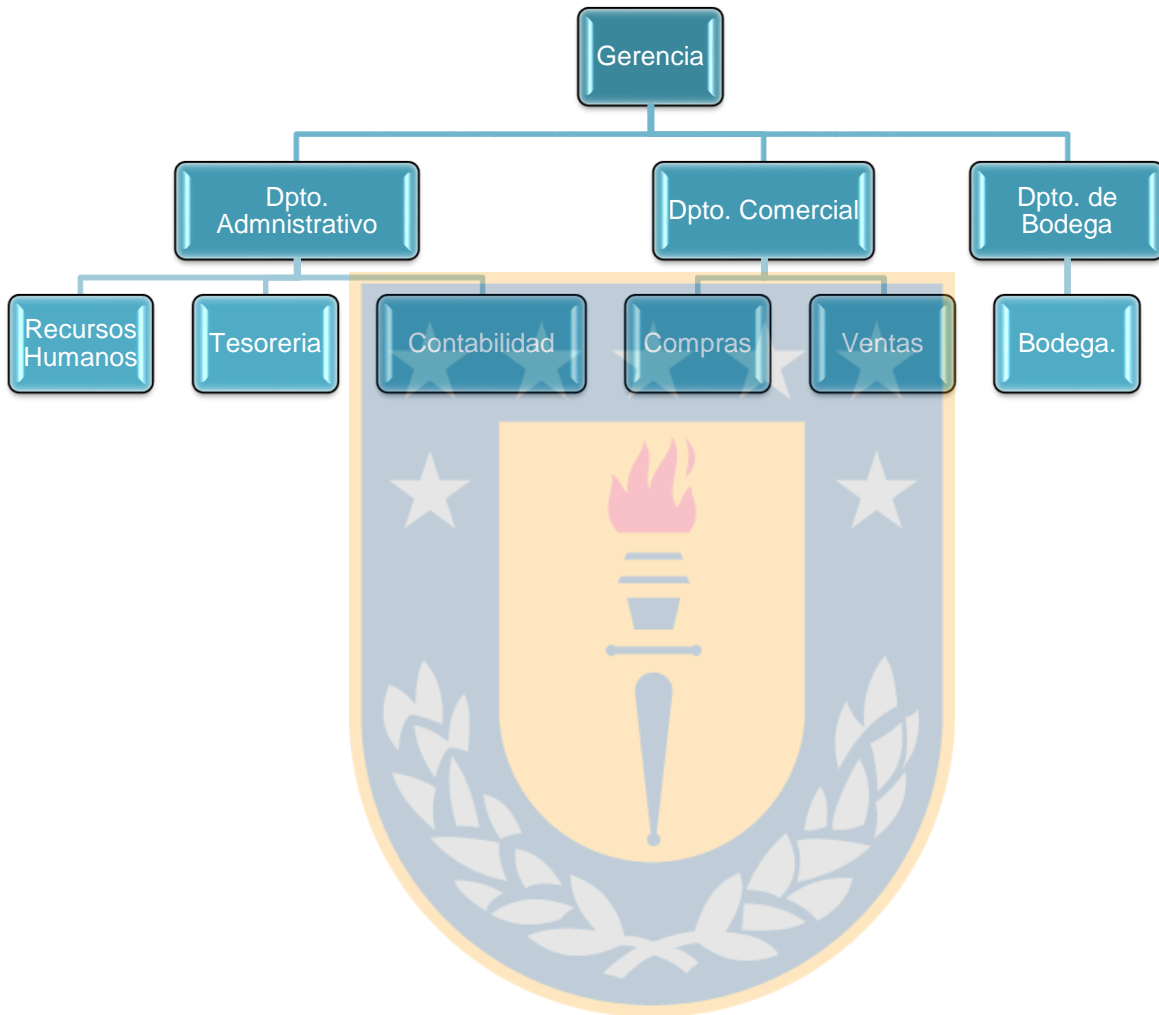 Gerencia
Dpto.
Admnistrativo
Dpto. Comercial
Dpto. de
Bodega
Recursos
Humanos
Tesoreria
Contabilidad
Compras
Ventas
Bodega.